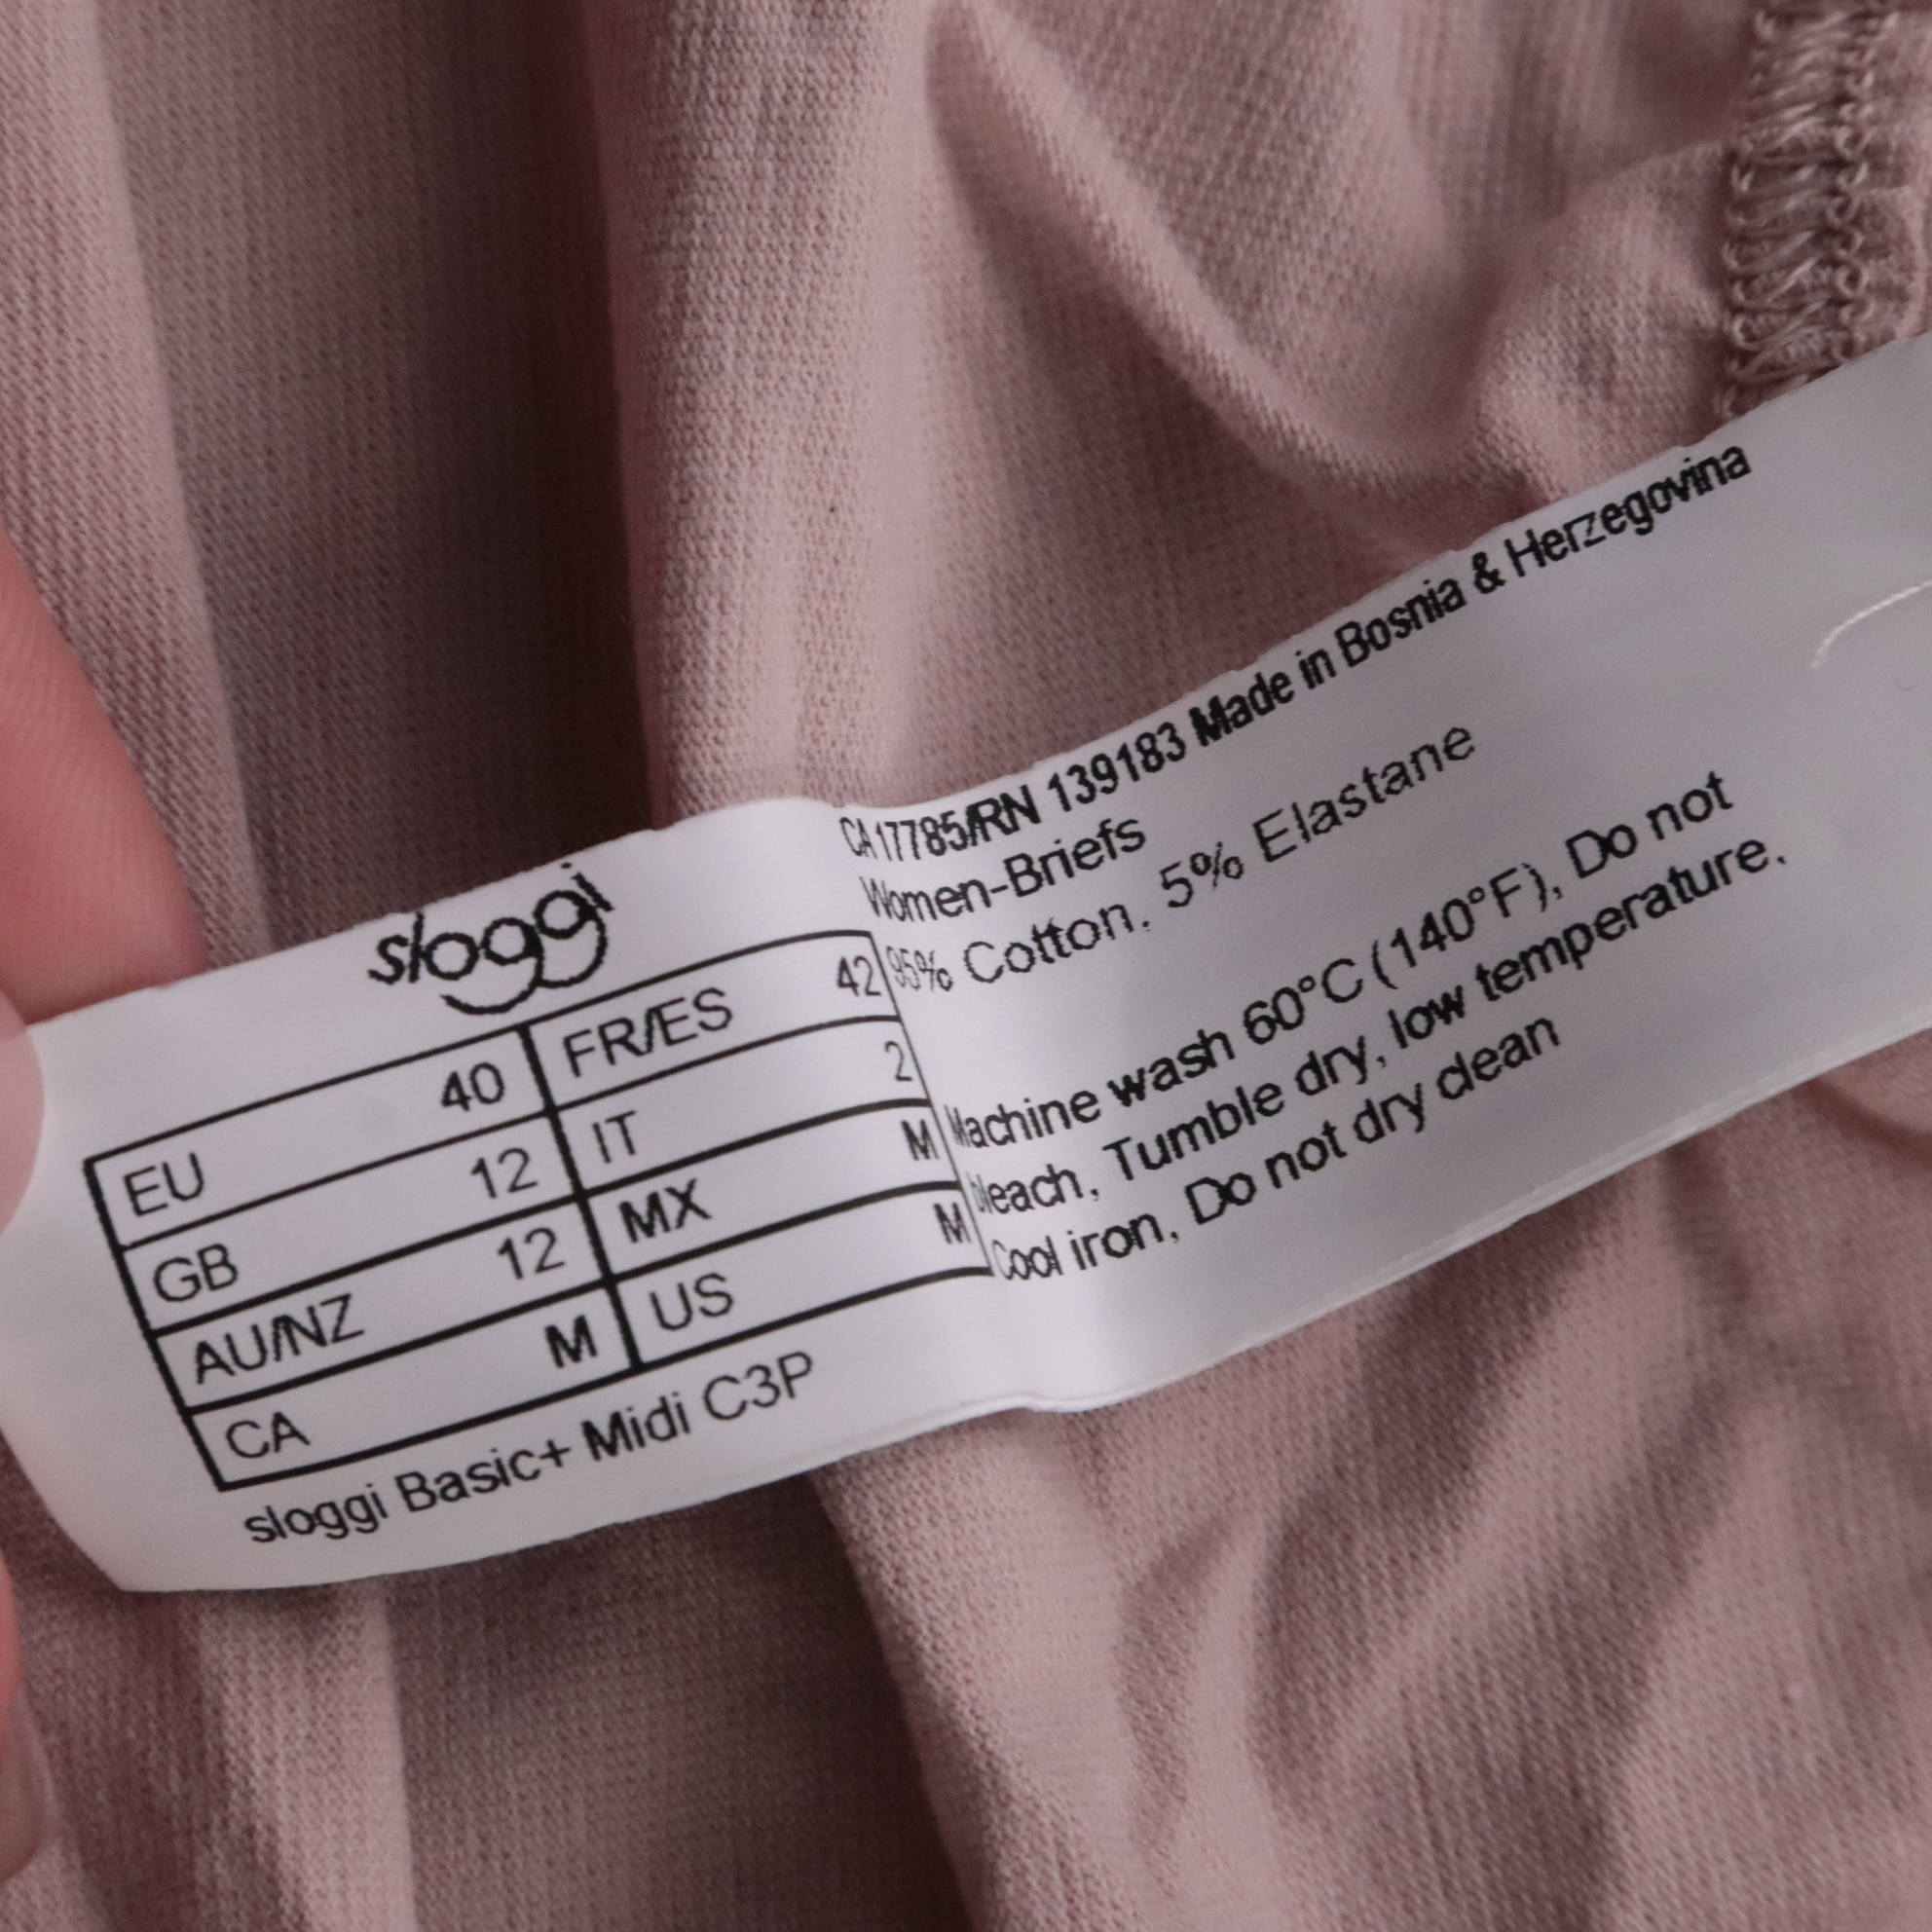 sloggi
EU 40 FR/ES 42
GB 12 IT 2
AU/NZ 12 MX M
CA M US M
sloggi Basic+ Midi C3P
CA 17785/RN 139183 Made in Bosnia & Herzegovina
Women-Briefs
95% Cotton, 5% Elastane
Machine wash 60°C (140°F), Do not
bleach, Tumble dry, low temperature,
Cool iron, Do not dry clean